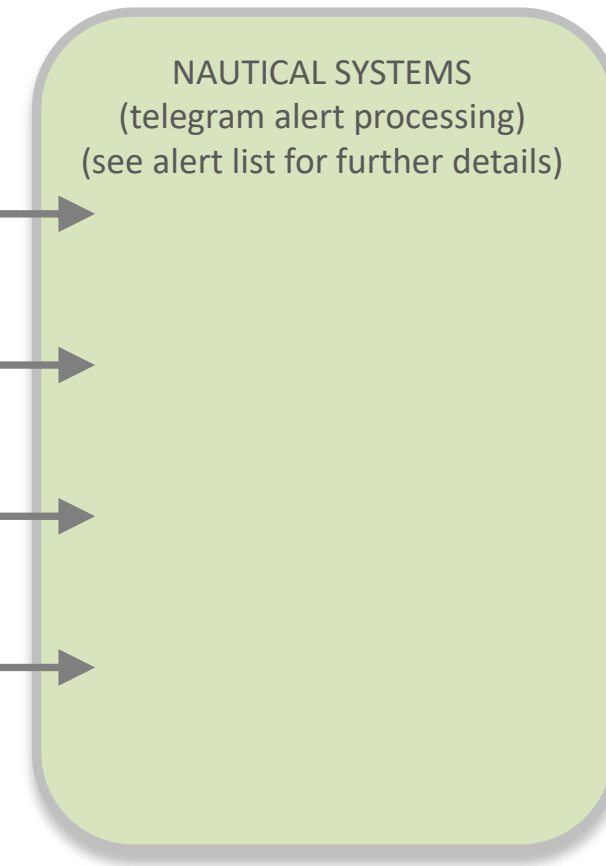 NAUTICAL SYSTEMS
(telegram alert processing)
(see alert list for further details)